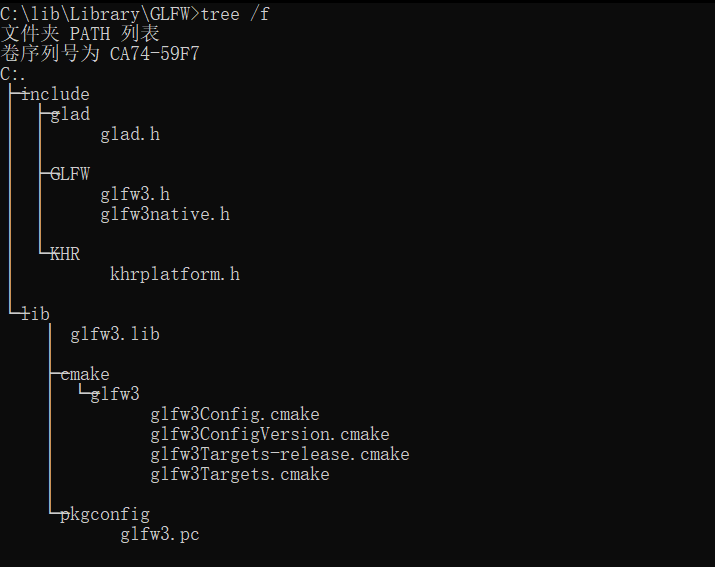 C:\lib\Library\GLFW>tree /f
文件夹 PATH 列表
卷序列号为 CA74-59F7
C:.
├─include
│  ├─glad
│  │      glad.h
│  │
│  ├─GLFW
│  │      glfw3.h
│  │      glfw3native.h
│  │
│  └─KHR
│          khrplatform.h
│
└─lib
    │  glfw3.lib
    │
    ├─cmake
    │  └─glfw3
    │          glfw3Config.cmake
    │          glfw3ConfigVersion.cmake
    │          glfw3Targets-release.cmake
    │          glfw3Targets.cmake
    │
    └─pkgconfig
            glfw3.pc